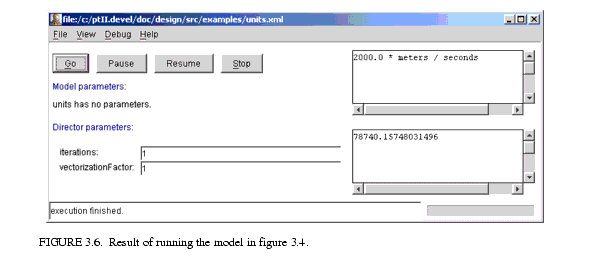 file:/c:/ptII.devel/doc/design/src/examples/units.xml
File View Debug Help
Go Pause Resume Stop
Model parameters:
units has no parameters.
Director parameters:
iterations: 1
vectorizationFactor: 1
2000.0 * meters / seconds
78740.15748031496
execution finished.
FIGURE 3.6. Result of running the model in figure 3.4.